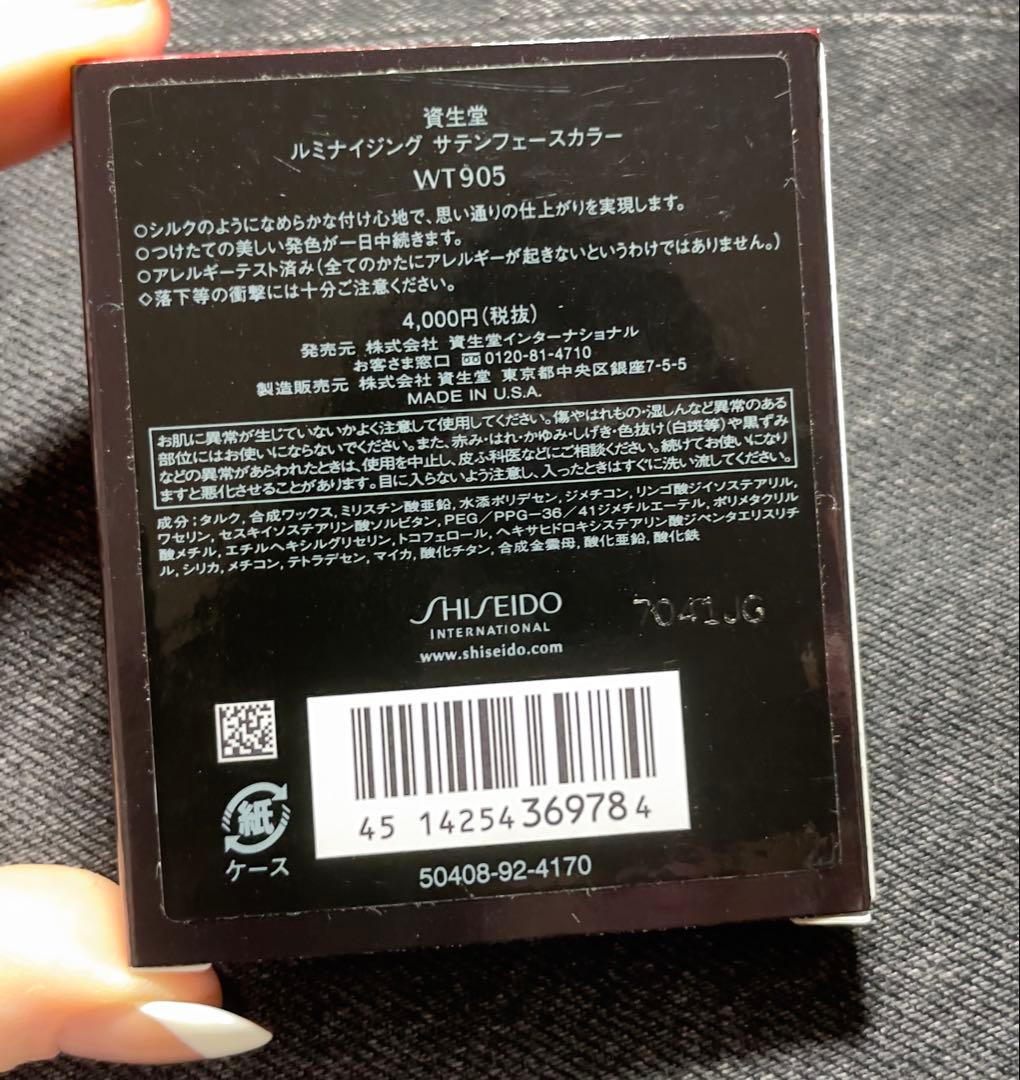 資生堂
ルミナイジング サテンフェースカラー
WT905
○シルクのようになめらかな付け心地で、思い通りの仕上がりを実現します。
○つけたての美しい発色が一日中続きます。
○アレルギーテスト済み(全てのかたにアレルギーが起きないというわけではありません。)
◇落下等の衝撃には十分ご注意ください。
4,000円(税抜)
発売元 株式会社 資生堂インターナショナル
お客さま窓口 0120-81-4710
製造販売元 株式会社 資生堂 東京都中央区銀座7-5-5
MADE IN U.S.A.
お肌に異常が生じていないかよく注意して使用してください。傷やはれもの・湿しんなど異常のある
部位にはお使いにならないでください。また、赤み・はれ・かゆみ・しげき・色抜け(白斑等)や黒ずみ
などの異常があらわれたときは、使用を中止し、皮ふ科医などにご相談ください。続けてお使いになり
ますと悪化させることがあります。目に入らないよう注意し、入ったときはすぐに洗い流してください。
成分:タルク, 合成ワックス, ミリスチン酸亜鉛, 水添ポリデセン, ジメチコン, リンゴ酸ジイソステアリル,
ワセリン, セスキイソステアリン酸ソルビタン, PEG/PPG-36/41ジメチルエーテル, ポリメタクリル
酸メチル, エチルヘキシルグリセリン, トコフェロール, ヘキサヒドロキシステアリン酸ジペンタエリスリチ
ル, シリカ, メチコン, テトラデセン, マイカ, 酸化チタン, 合成金雲母, 酸化亜鉛, 酸化鉄
SHISEIDO
INTERNATIONAL
www.shiseido.com
7041JG
45 14254 369784
紙
ケース
50408-92-4170